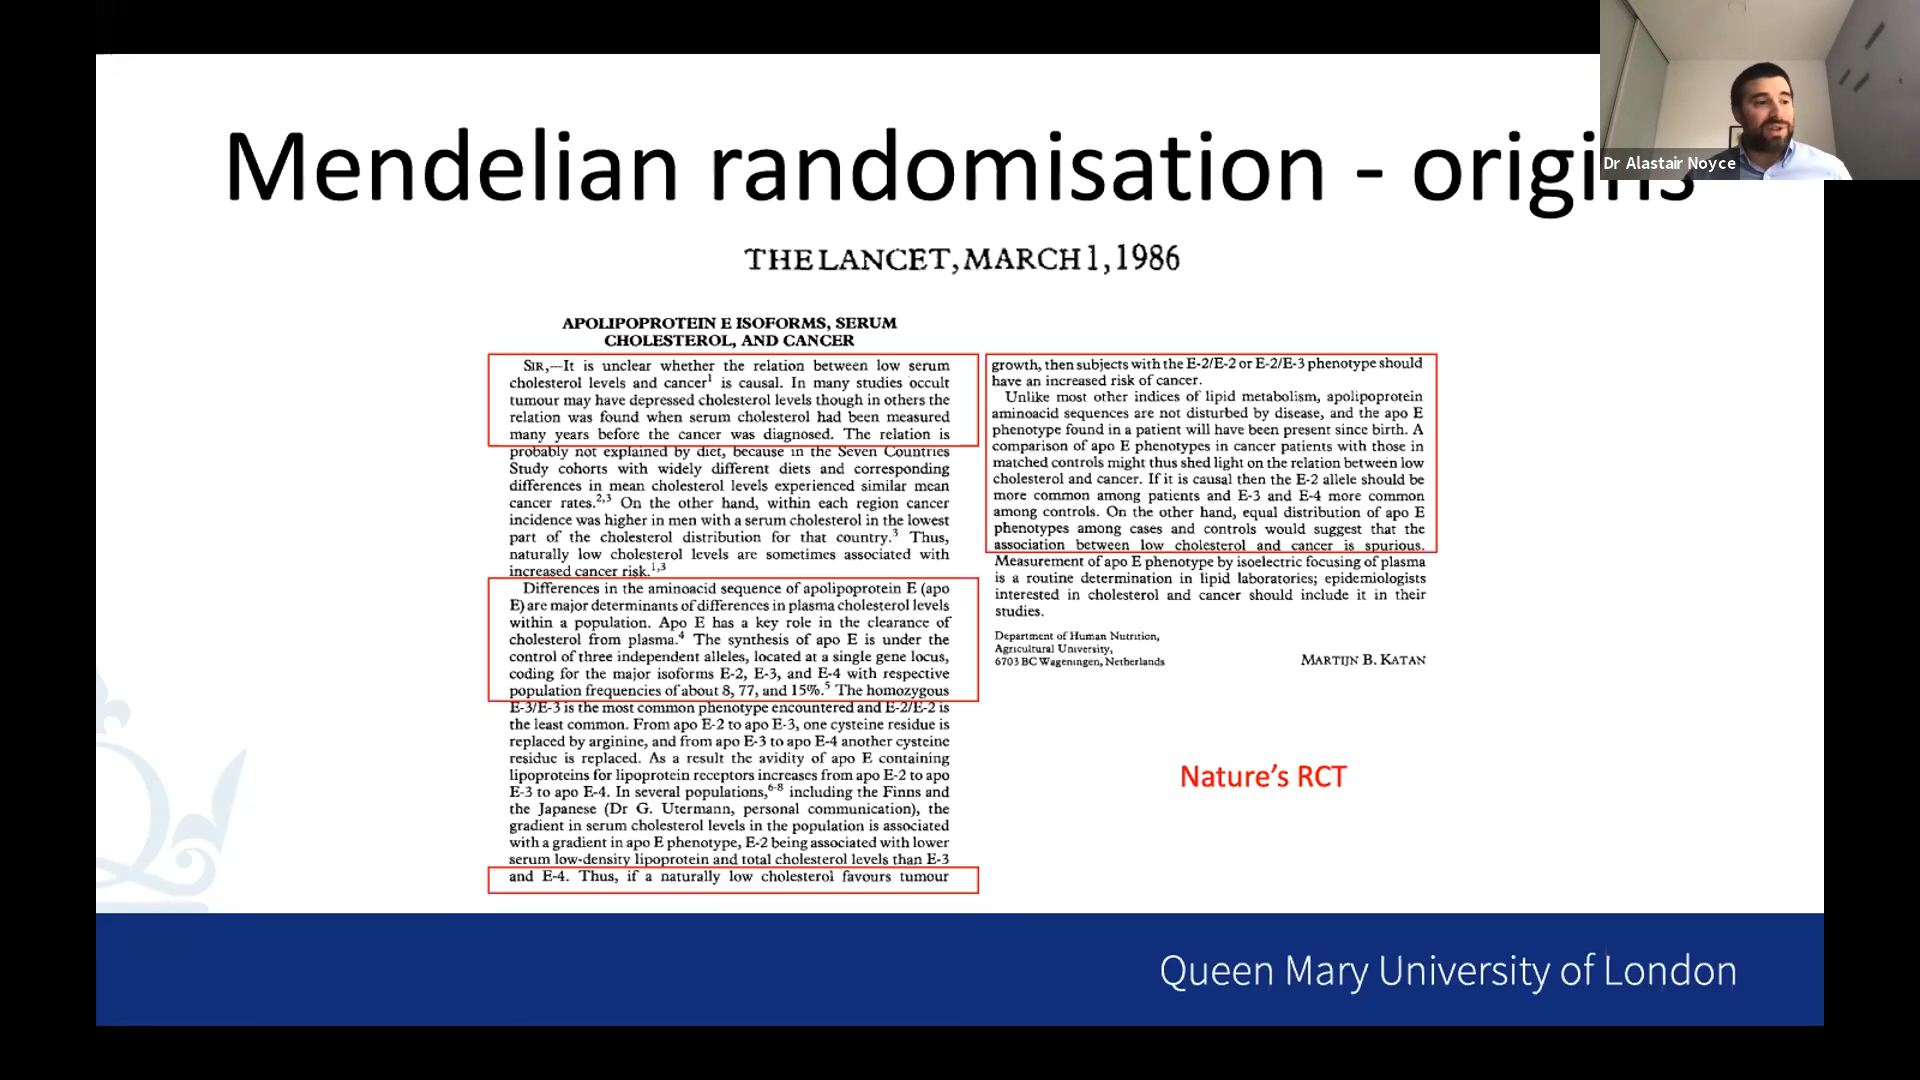 Mendelian randomisation - origins
Dr Alastair Noyce
THE LANCET, MARCH 1, 1986
APOLIPOPROTEIN E ISOFORMS, SERUM
CHOLESTEROL, AND CANCER
SIR,—It is unclear whether the relation between low serum
cholesterol levels and cancer¹ is causal. In many studies occult
tumour may have depressed cholesterol levels though in others the
relation was found when serum cholesterol had been measured
many years before the cancer was diagnosed. The relation is
probably not explained by diet, because in the Seven Countries
Study cohorts with widely different diets and corresponding
differences in mean cholesterol levels experienced similar mean
cancer rates.²,³ On the other hand, within each region cancer
incidence was higher in men with a serum cholesterol in the lowest
part of the cholesterol distribution for that country.³ Thus,
naturally low cholesterol levels are sometimes associated with
increased cancer risk.¹,³
Differences in the aminoacid sequence of apolipoprotein E (apo
E) are major determinants of differences in plasma cholesterol levels
within a population. Apo E has a key role in the clearance of
cholesterol from plasma.⁴ The synthesis of apo E is under the
control of three independent alleles, located at a single gene locus,
coding for the major isoforms E-2, E-3, and E-4 with respective
population frequencies of about 8, 77, and 15%.⁵ The homozygous
E-3/E-3 is the most common phenotype encountered and E-2/E-2 is
the least common. From apo E-2 to apo E-3, one cysteine residue is
replaced by arginine, and from apo E-3 to apo E-4 another cysteine
residue is replaced. As a result the avidity of apo E containing
lipoproteins for lipoprotein receptors increases from apo E-2 to apo
E-3 to apo E-4. In several populations,⁶⁻⁸ including the Finns and
the Japanese (Dr G. Utermann, personal communication), the
gradient in serum cholesterol levels in the population is associated
with a gradient in apo E phenotype, E-2 being associated with lower
serum low-density lipoprotein and total cholesterol levels than E-3
and E-4. Thus, if a naturally low cholesterol favours tumour
growth, then subjects with the E-2/E-2 or E-2/E-3 phenotype should
have an increased risk of cancer.
Unlike most other indices of lipid metabolism, apolipoprotein
aminoacid sequences are not disturbed by disease, and the apo E
phenotype found in a patient will have been present since birth. A
comparison of apo E phenotypes in cancer patients with those in
matched controls might thus shed light on the relation between low
cholesterol and cancer. If it is causal then the E-2 allele should be
more common among patients and E-3 and E-4 more common
among controls. On the other hand, equal distribution of apo E
phenotypes among cases and controls would suggest that the
association between low cholesterol and cancer is spurious.
Measurement of apo E phenotype by isoelectric focusing of plasma
is a routine determination in lipid laboratories; epidemiologists
interested in cholesterol and cancer should include it in their
studies.
Department of Human Nutrition,
Agricultural University,
6703 BC Wageningen, Netherlands
MARTIJN B. KATAN
Nature's RCT
Queen Mary University of London